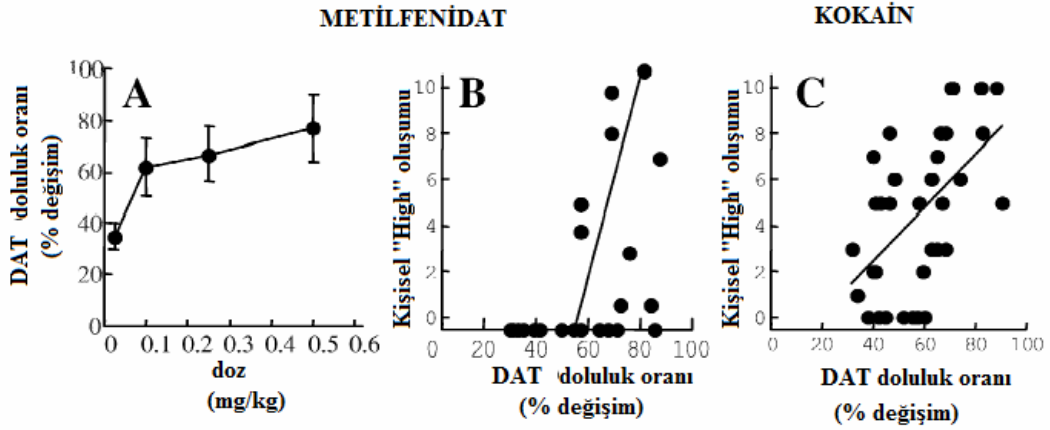 METİLFENİDAT
KOKAİN
A
DAT doluluk oranı
(% değişim)
100
80
60
40
20
0
0 0.1 0.2 0.3 0.4 0.5 0.6
doz
(mg/kg)
B
Kişisel "High" oluşumu
10
8
6
4
2
0
0 20 40 60 80 100
DAT doluluk oranı
(% değişim)
C
Kişisel "High" oluşumu
10
8
6
4
2
0
0 20 40 60 80 100
DAT doluluk oranı
(% değişim)